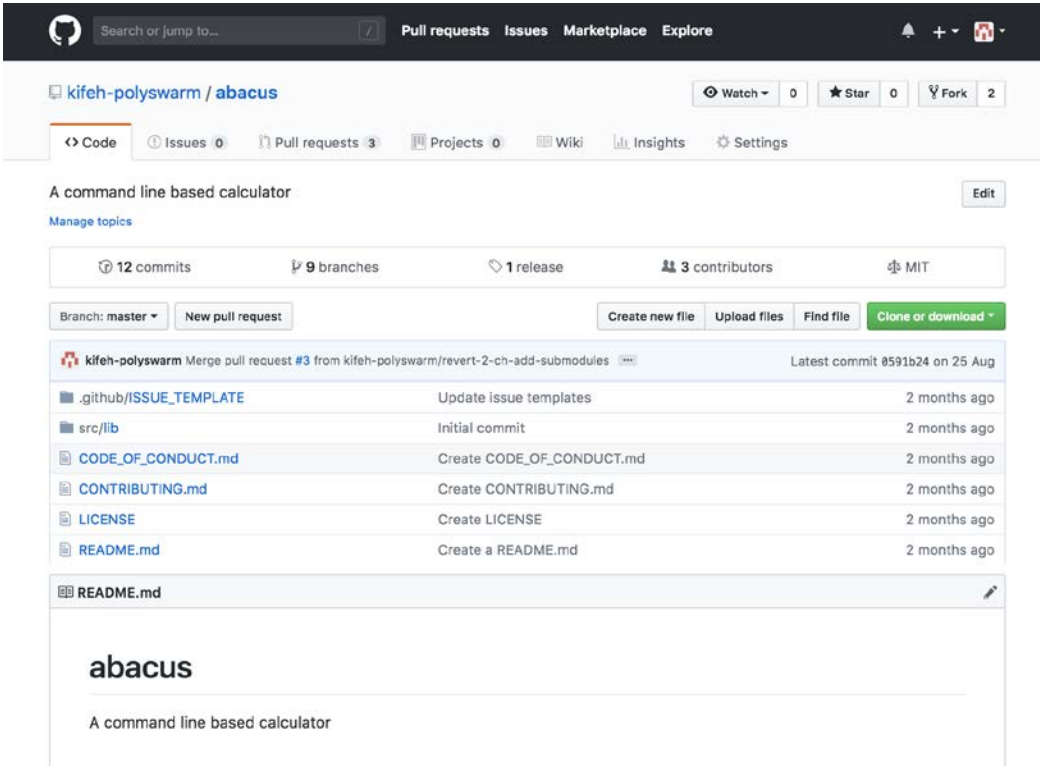 Search or jump to... / Pull requests Issues Marketplace Explore
kifeh-polyswarm / abacus Watch 0 Star 0 Fork 2
<> Code Issues 0 Pull requests 3 Projects 0 Wiki Insights Settings
A command line based calculator Edit
Manage topics
12 commits 9 branches 1 release 3 contributors MIT
Branch: master New pull request Create new file Upload files Find file Clone or download
kifeh-polyswarm Merge pull request #3 from kifeh-polyswarm/revert-2-ch-add-submodules ... Latest commit 0591b24 on 25 Aug
.github/ISSUE_TEMPLATE Update issue templates 2 months ago
src/lib Initial commit 2 months ago
CODE_OF_CONDUCT.md Create CODE_OF_CONDUCT.md 2 months ago
CONTRIBUTING.md Create CONTRIBUTING.md 2 months ago
LICENSE Create LICENSE 2 months ago
README.md Create a README.md 2 months ago
README.md
abacus
A command line based calculator